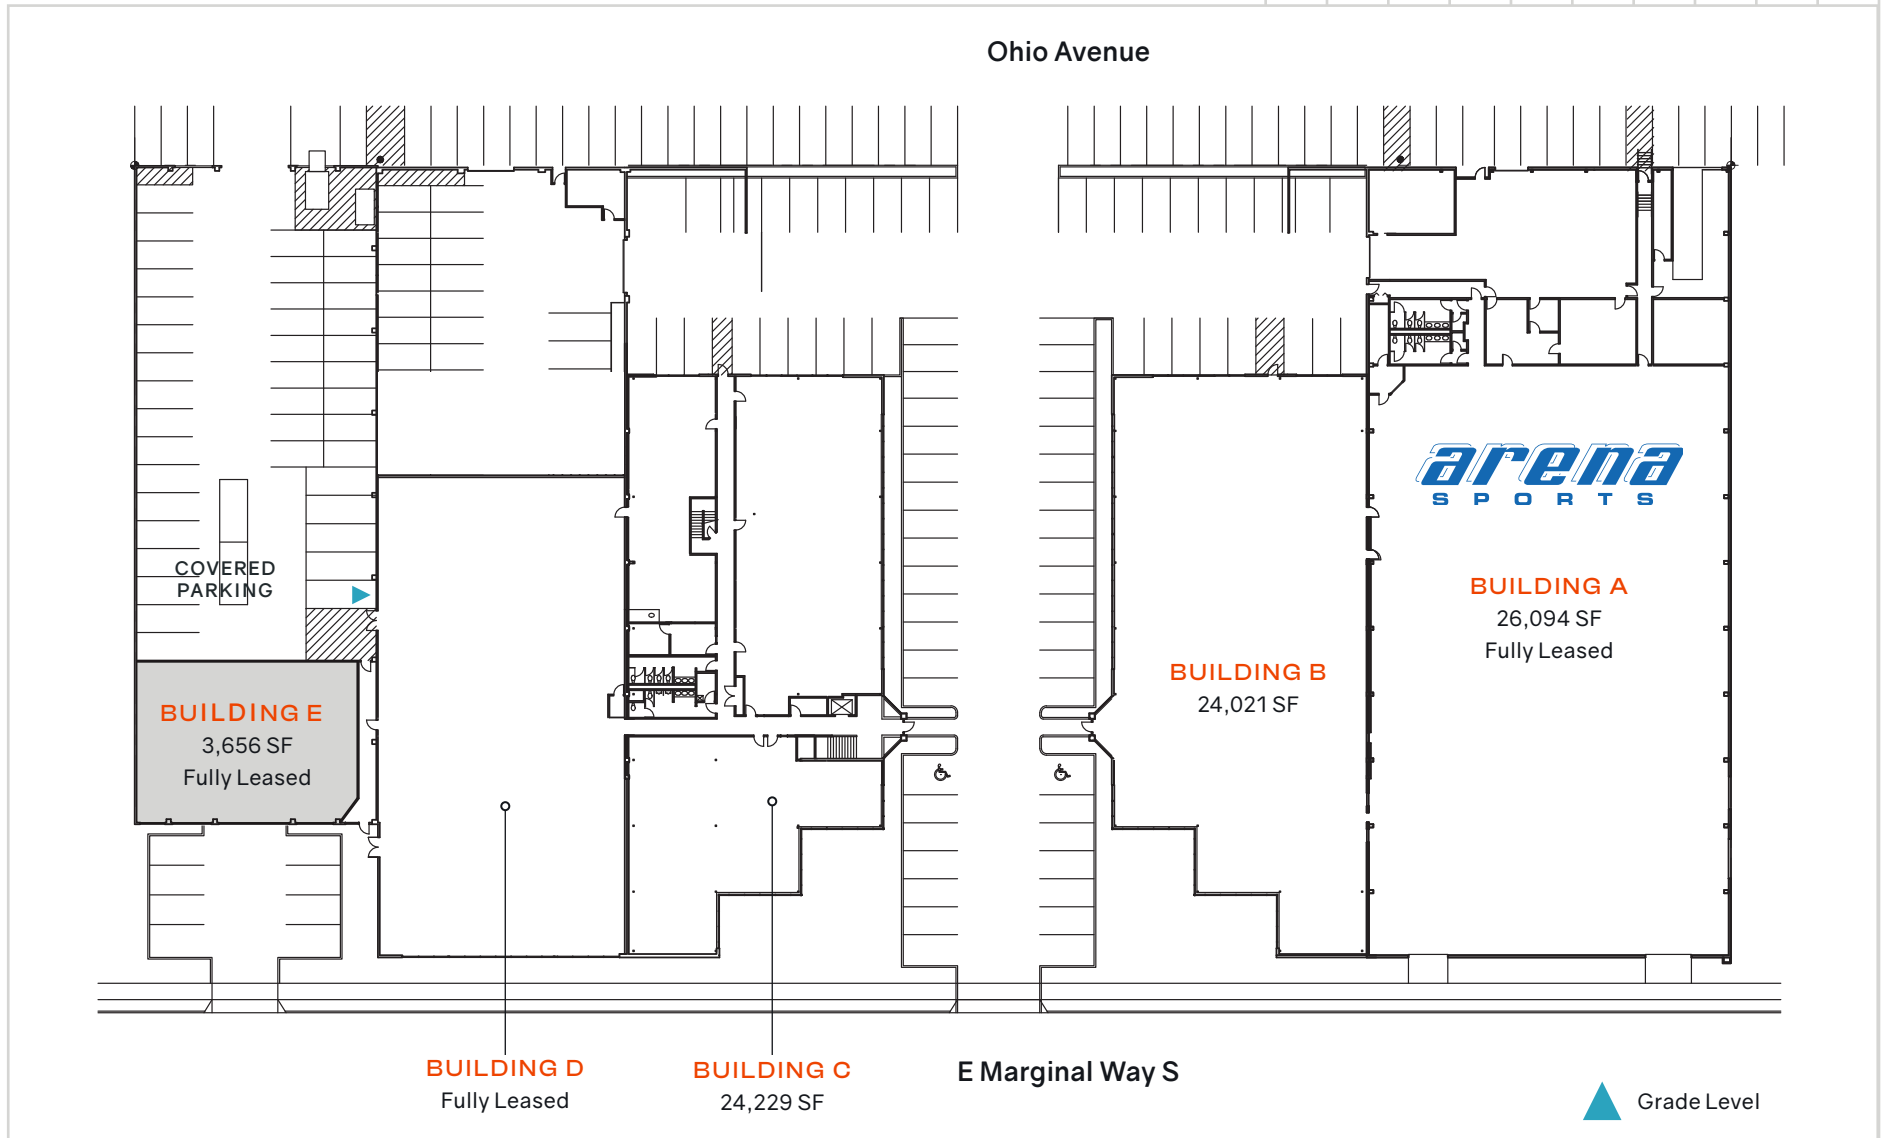 Ohio Avenue
arena
SPORTS
COVERED
PARKING
BUILDING A
26,094 SF
Fully Leased
BUILDING B
24,021 SF
BUILDING E
3,656 SF
Fully Leased
BUILDING D
Fully Leased
BUILDING C
24,229 SF
E Marginal Way S
Grade Level